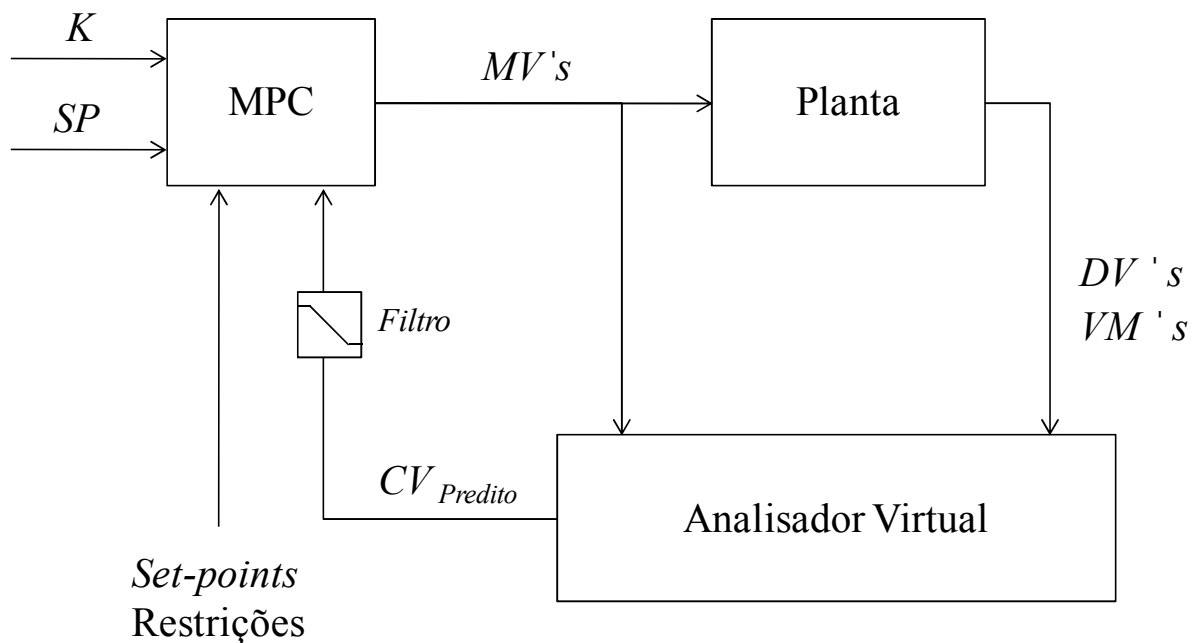 K
SP
MPC
MV's
Planta
DV's
VM's
Filtro
CV Predito
Analisador Virtual
Set-points
Restrições